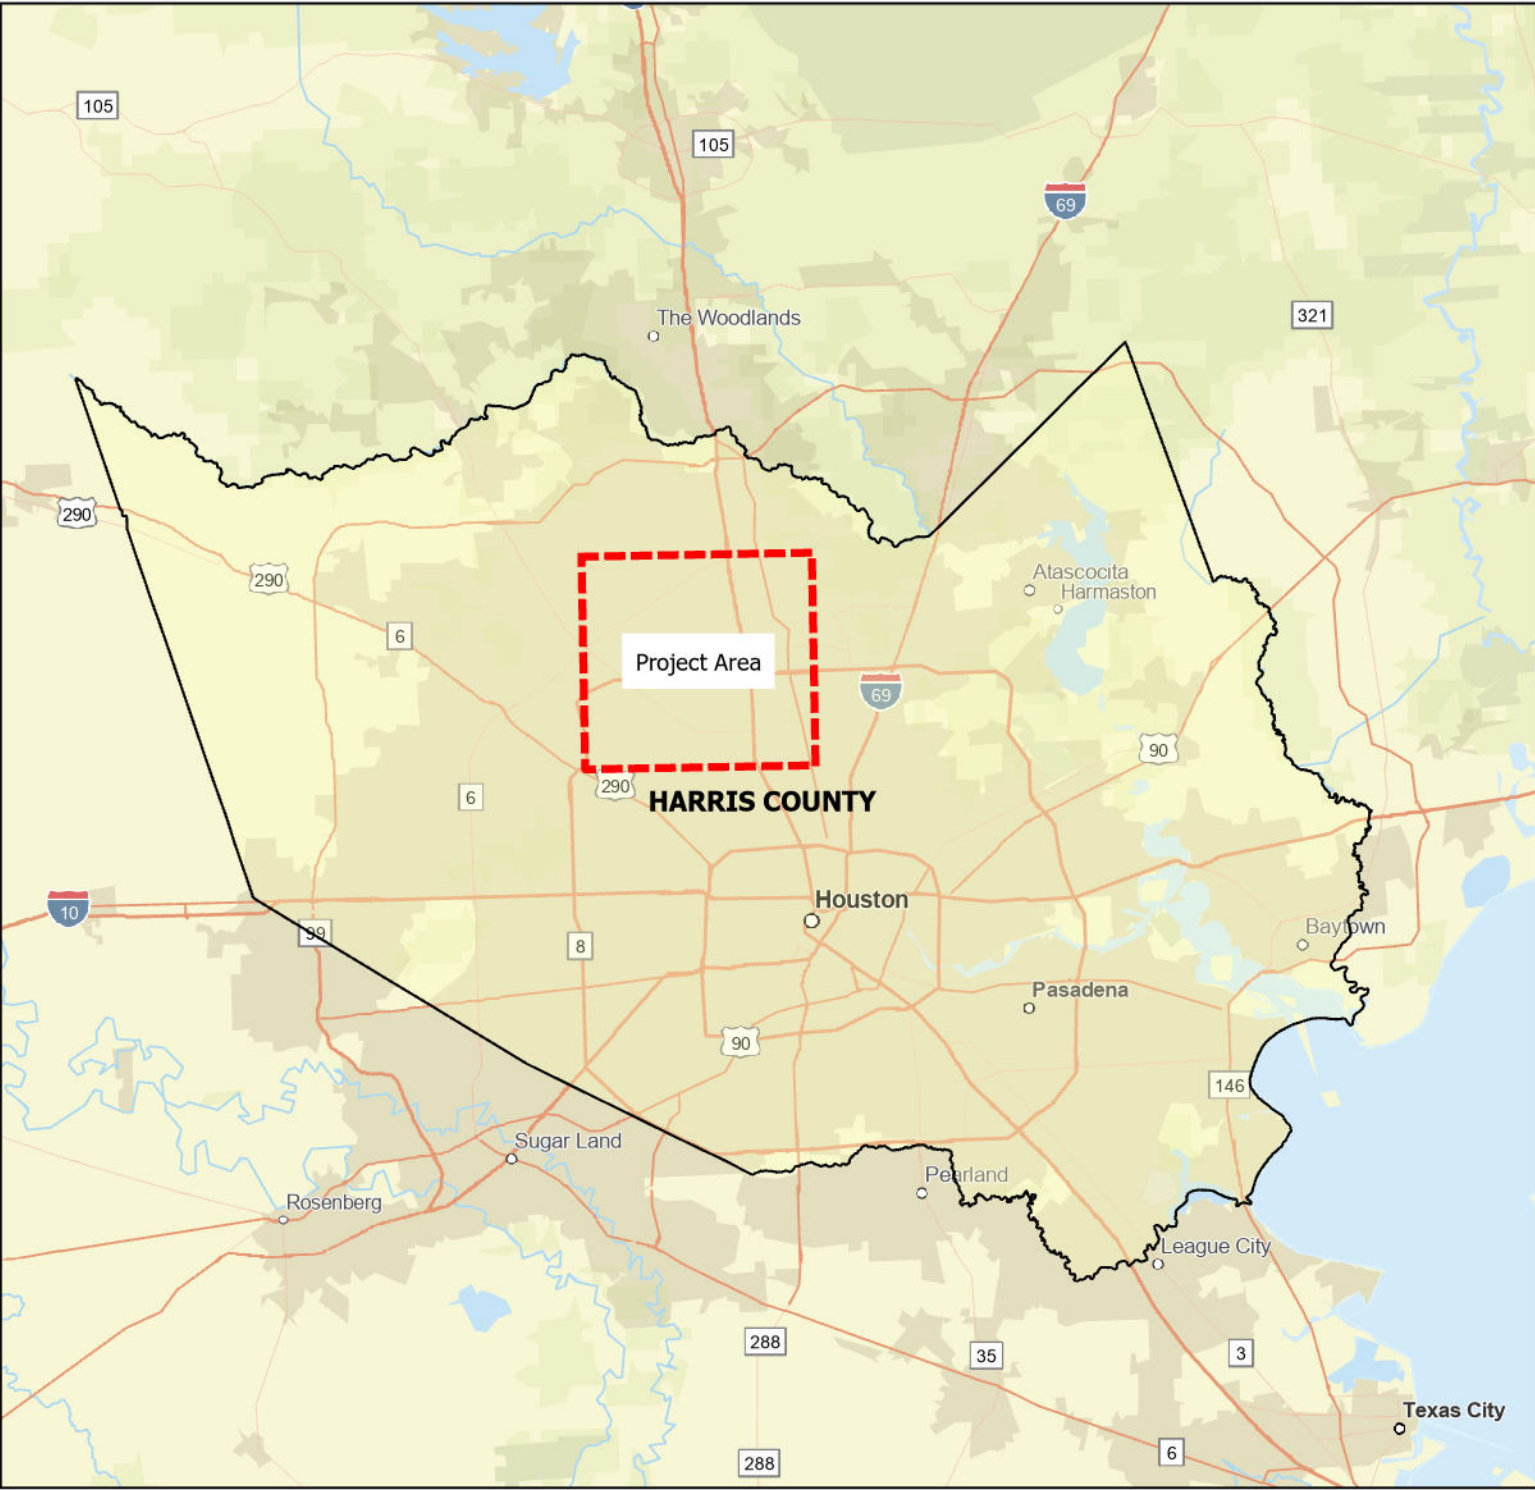 105
105
69
The Woodlands
321
290
290
Atascocita
Harmaston
6
Project Area
69
90
290
6
HARRIS COUNTY
Houston
10
99
8
Baytown
Pasadena
90
146
Sugar Land
Pearland
Rosenberg
League City
288
35
3
Texas City
6
288